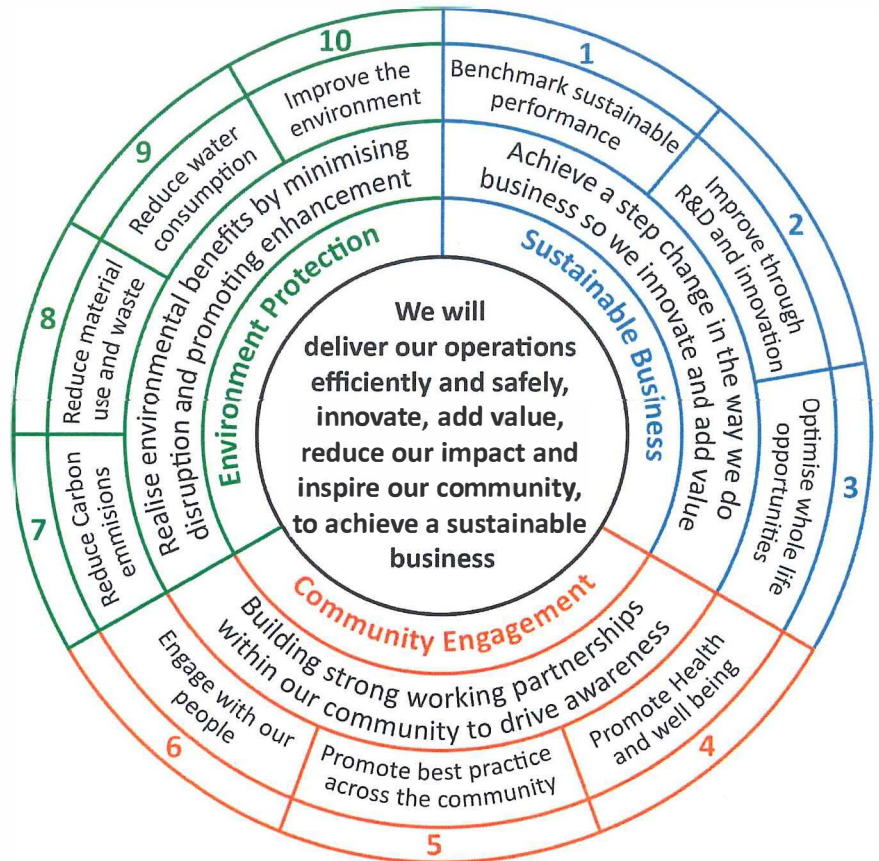 We will
deliver our operations
efficiently and safely,
innovate, add value,
reduce our impact and
inspire our community,
to achieve a sustainable
business
Sustainable Business
Achieve a step change in the way we do
business so we innovate and add value
1
Benchmark sustainable
performance
2
Improve through
R&D and innovation
3
Optimise whole life
opportunities
Community Engagement
Building strong working partnerships
within our community to drive awareness
4
Promote Health
and well being
5
Promote best practice
across the community
6
Engage with our
people
Environment Protection
Realise environmental benefits by minimising
disruption and promoting enhancement
7
Reduce Carbon
emmisions
8
Reduce material
use and waste
9
Reduce water
consumption
10
Improve the
environment